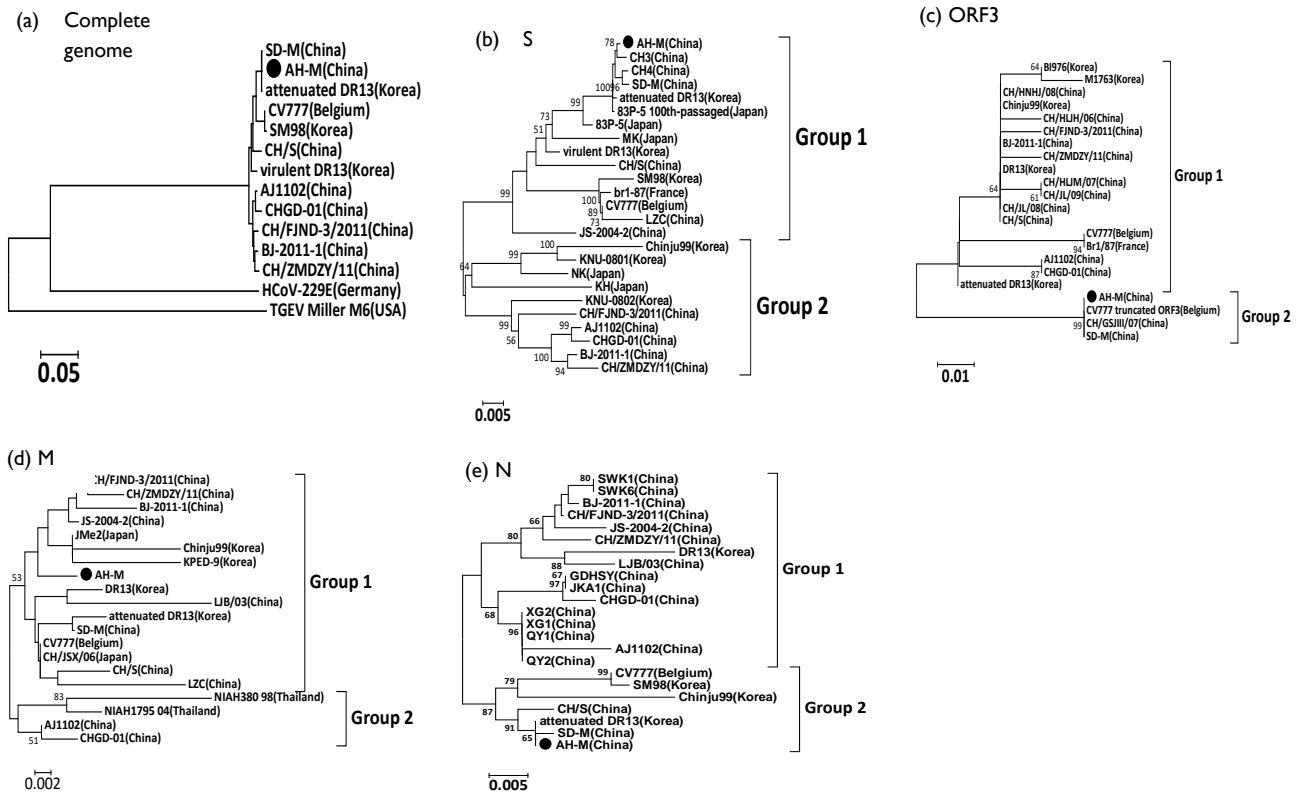 (a) Complete
genome
SD-M(China)
AH-M(China)
attenuated DR13(Korea)
CV777(Belgium)
SM98(Korea)
CH/S(China)
virulent DR13(Korea)
AJ1102(China)
CHGD-01(China)
CH/FJND-3/2011(China)
BJ-2011-1(China)
CH/ZMDZY/11(China)
HCoV-229E(Germany)
TGEV Miller M6(USA)
0.05
(b) S
78
AH-M(China)
CH3(China)
CH4(China)
SD-M(China)
100
96
attenuated DR13(Korea)
99
83P-5 100th-passaged(Japan)
73
83P-5(Japan)
51
MK(Japan)
virulent DR13(Korea)
CH/S(China)
99
SM98(Korea)
br1-87(France)
100
CV777(Belgium)
89
LZC(China)
73
JS-2004-2(China)
Group 1
100
Chinju99(Korea)
99
KNU-0801(Korea)
64
NK(Japan)
KH(Japan)
KNU-0802(Korea)
99
CH/FJND-3/2011(China)
99
AJ1102(China)
56
CHGD-01(China)
100
BJ-2011-1(China)
94
CH/ZMDZY/11(China)
Group 2
0.005
(c) ORF3
64
BI976(Korea)
M1763(Korea)
CH/HNHJ/08(China)
Chinju99(Korea)
CH/HLJH/06(China)
CH/FJND-3/2011(China)
BJ-2011-1(China)
CH/ZMDZY/11(China)
DR13(Korea)
64
CH/HLJM/07(China)
61
CH/JL/09(China)
CH/JL/08(China)
CH/S(China)
CV777(Belgium)
94
Br1/87(France)
AJ1102(China)
87
CHGD-01(China)
attenuated DR13(Korea)
Group 1
AH-M(China)
CV777 truncated ORF3(Belgium)
99
CH/GSJIII/07(China)
SD-M(China)
Group 2
0.01
(d) M
CH/FJND-3/2011(China)
CH/ZMDZY/11(China)
BJ-2011-1(China)
JS-2004-2(China)
JMe2(Japan)
Chinju99(Korea)
KPED-9(Korea)
53
AH-M
DR13(Korea)
LJB/03(China)
attenuated DR13(Korea)
SD-M(China)
CV777(Belgium)
CH/JSX/06(Japan)
CH/S(China)
LZC(China)
Group 1
83
NIAH380 98(Thailand)
NIAH1795 04(Thailand)
AJ1102(China)
51
CHGD-01(China)
Group 2
0.002
(e) N
80
SWK1(China)
SWK6(China)
BJ-2011-1(China)
CH/FJND-3/2011(China)
66
JS-2004-2(China)
80
CH/ZMDZY/11(China)
DR13(Korea)
88
LJB/03(China)
67
GDHSY(China)
97
JKA1(China)
CHGD-01(China)
68
XG2(China)
XG1(China)
96
QY1(China)
AJ1102(China)
QY2(China)
Group 1
99
CV777(Belgium)
79
SM98(Korea)
Chinju99(Korea)
87
CH/S(China)
91
attenuated DR13(Korea)
SD-M(China)
65
AH-M(China)
Group 2
0.005